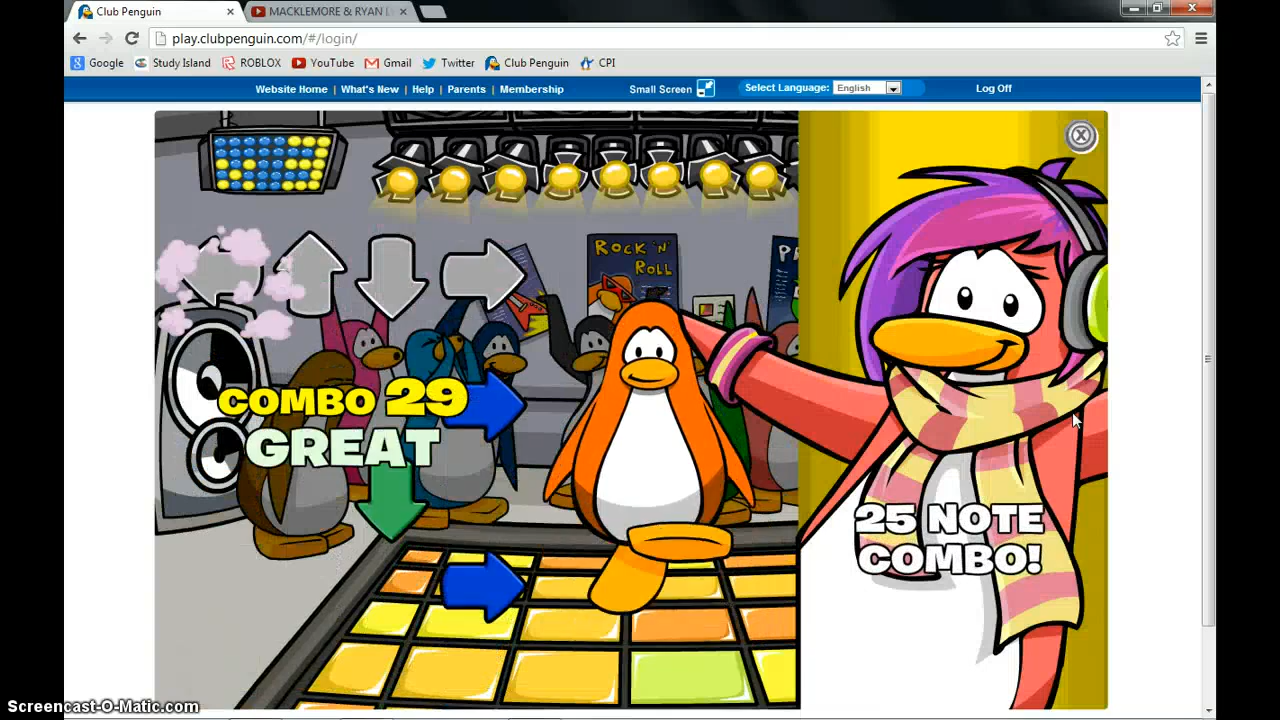 Club Penguin
MACKLEMORE & RYAN L
play.clubpenguin.com/#/login/
Google Study Island ROBLOX YouTube Gmail Twitter Club Penguin CPI
Website Home | What's New | Help | Parents | Membership Small Screen Select Language: English Log Off
ROCK 'N'
ROLL
COMBO 29
GREAT
25 NOTE
COMBO!
Screencast-O-Matic.com